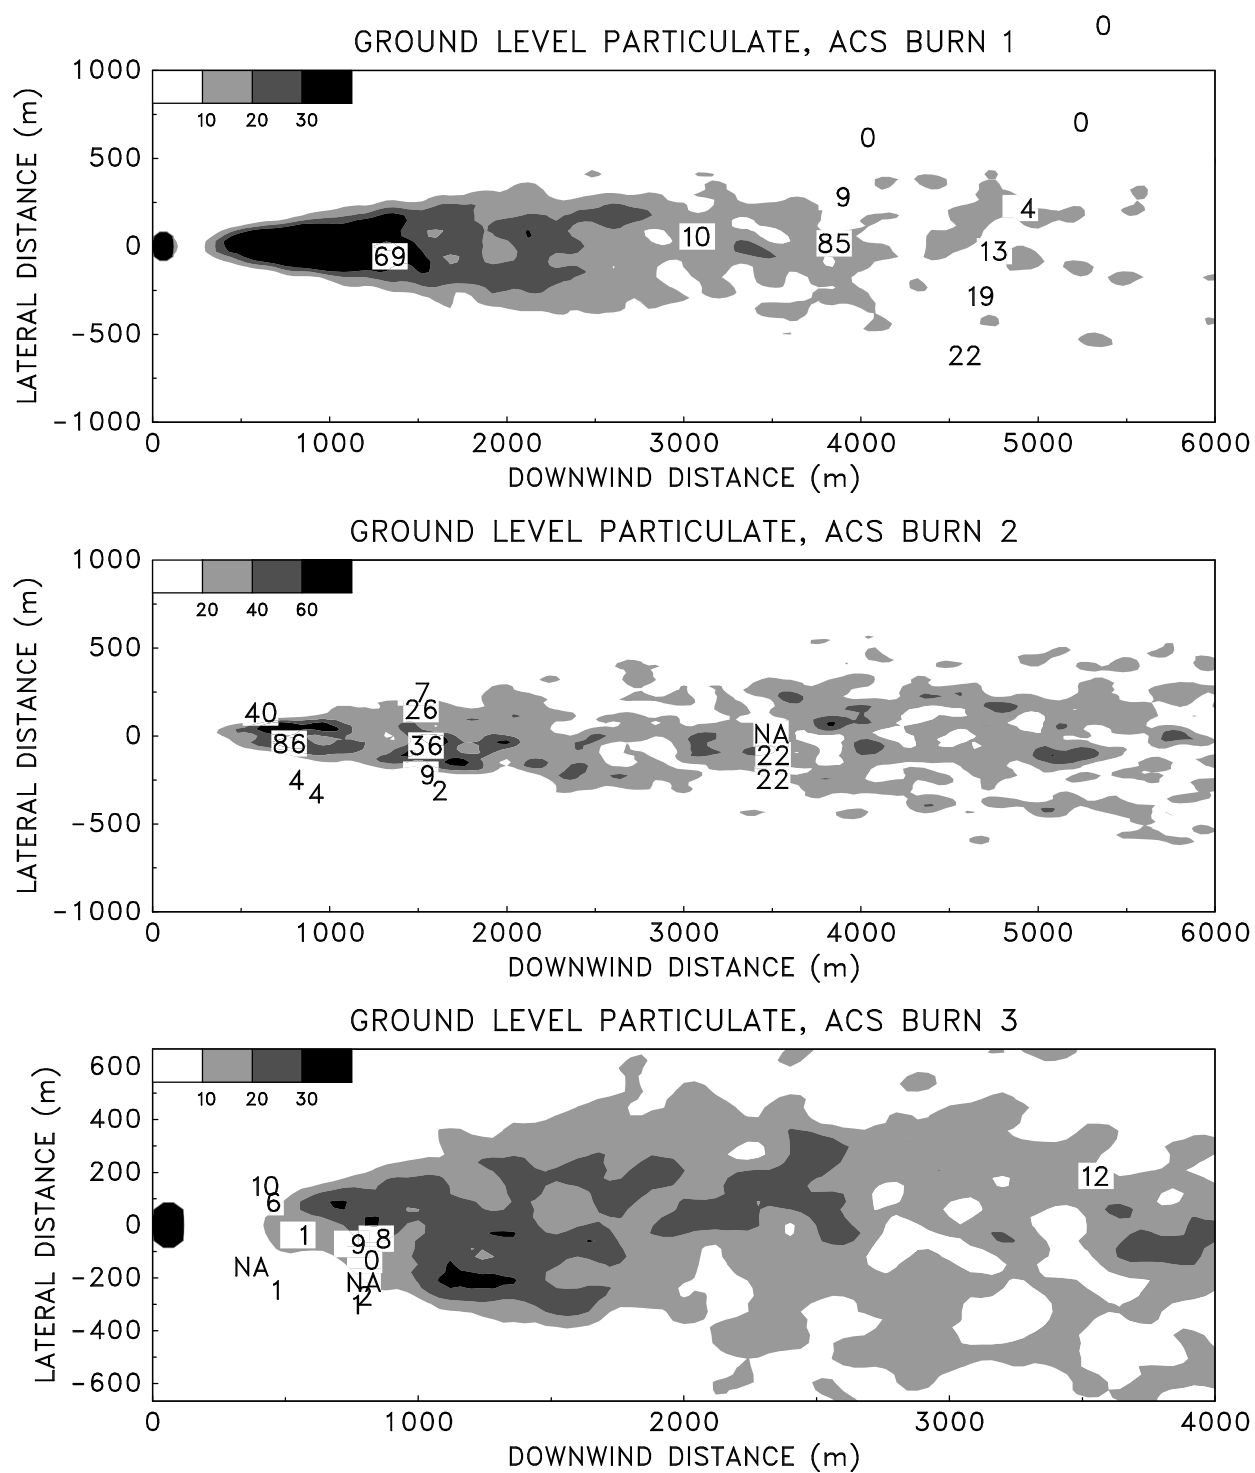 0
GROUND LEVEL PARTICULATE, ACS BURN 1
1000
500
0
-500
-1000
LATERAL DISTANCE (m)
10 20 30
0
0
9
4
10
85
69
13
19
22
0 1000 2000 3000 4000 5000 6000
DOWNWIND DISTANCE (m)
GROUND LEVEL PARTICULATE, ACS BURN 2
1000
500
0
-500
-1000
LATERAL DISTANCE (m)
20 40 60
7
40 26
NA
86 36
22
4 9 22
4 2
0 1000 2000 3000 4000 5000 6000
DOWNWIND DISTANCE (m)
GROUND LEVEL PARTICULATE, ACS BURN 3
600
400
200
0
-200
-400
-600
LATERAL DISTANCE (m)
10 20 30
12
10
6
1 8
9
0
NA
NA
1 2
1
0 1000 2000 3000 4000
DOWNWIND DISTANCE (m)